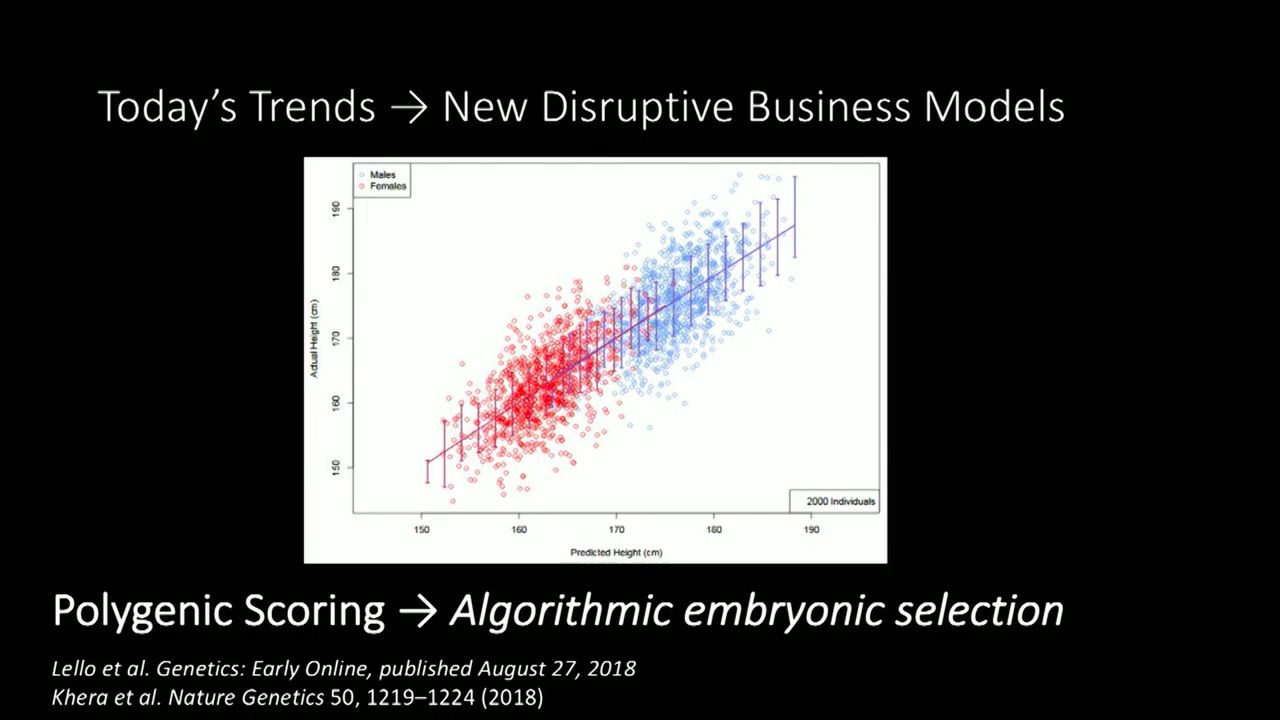 Today’s Trends → New Disruptive Business Models
Males
Females
190
180
170
160
150
Actual Height (cm)
2000 Individuals
150 160 170 180 190
Predicted Height (cm)
Polygenic Scoring → Algorithmic embryonic selection
Lello et al. Genetics: Early Online, published August 27, 2018
Khera et al. Nature Genetics 50, 1219–1224 (2018)